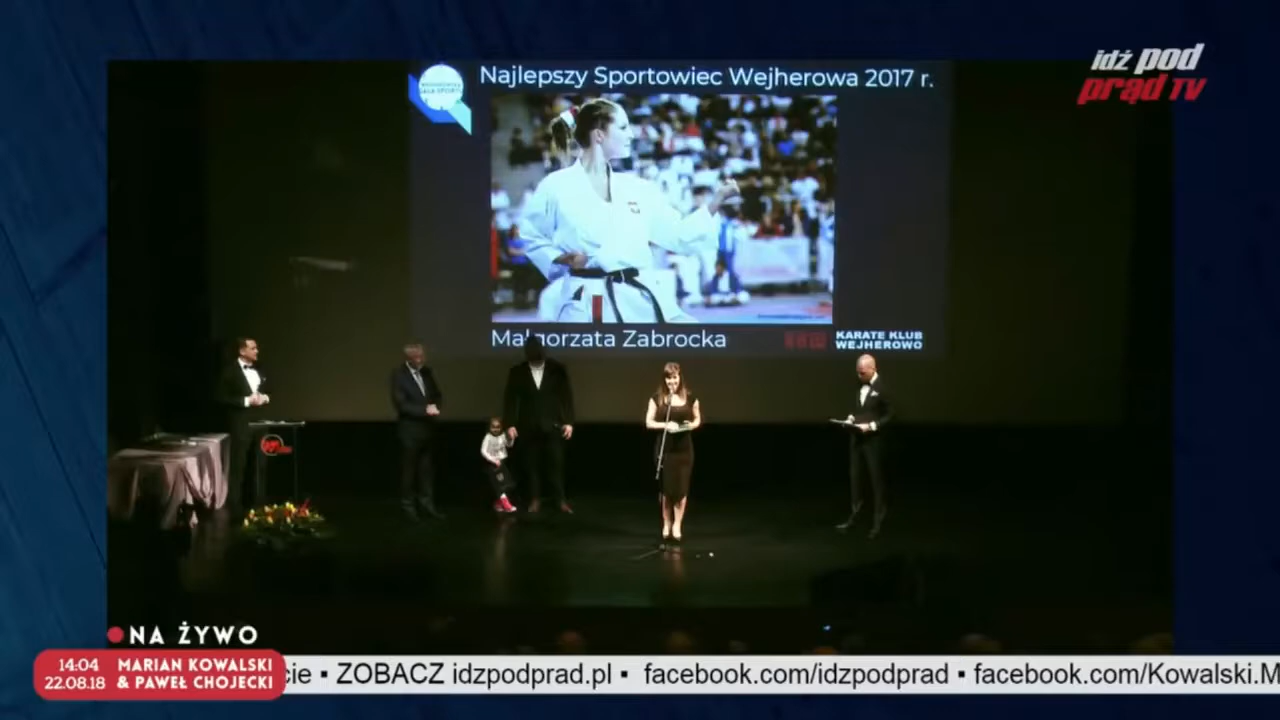 idź pod
prąd TV
Najlepszy Sportowiec Wejherowa 2017 r.
Małgorzata Zabrocka
KARATE KLUB
WEJHEROWO
NA ŻYWO
14:04
22.08.18
MARIAN KOWALSKI
& PAWEŁ CHOJECKI
cie ▪ ZOBACZ idzpodprad.pl ▪ facebook.com/idzpodprad ▪ facebook.com/Kowalski.M